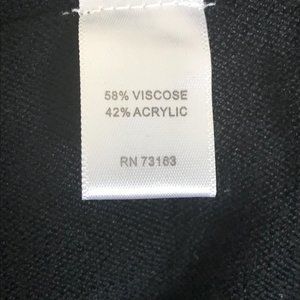 58% VISCOSE
42% ACRYLIC
RN 73163